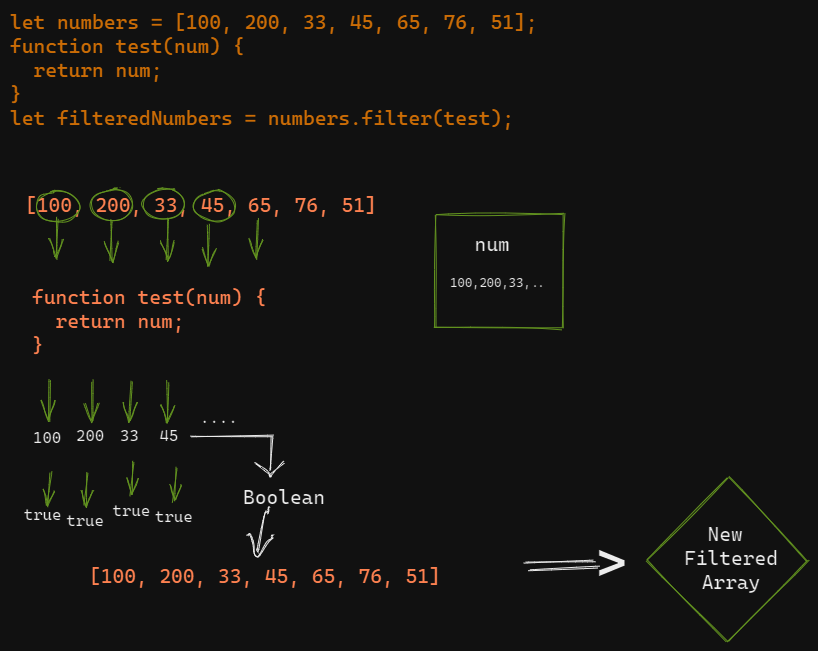 let numbers = [100, 200, 33, 45, 65, 76, 51];
function test(num) {
  return num;
}
let filteredNumbers = numbers.filter(test);
[100, 200, 33, 45, 65, 76, 51]
num
100,200,33,..
function test(num) {
  return num;
}
....
100 200 33 45
Boolean
true true true true
[100, 200, 33, 45, 65, 76, 51]
=>
New
Filtered
Array